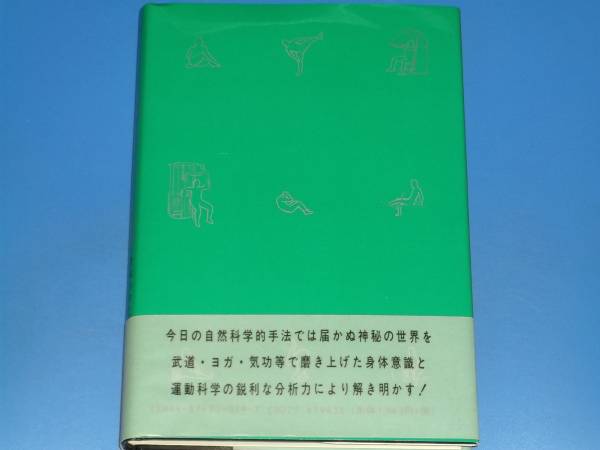 今日の自然科学的手法では届かぬ神秘の世界を
武道・ヨガ・気功等で磨き上げた身体意識と
運動科学の鋭利な分析力により解き明かす!